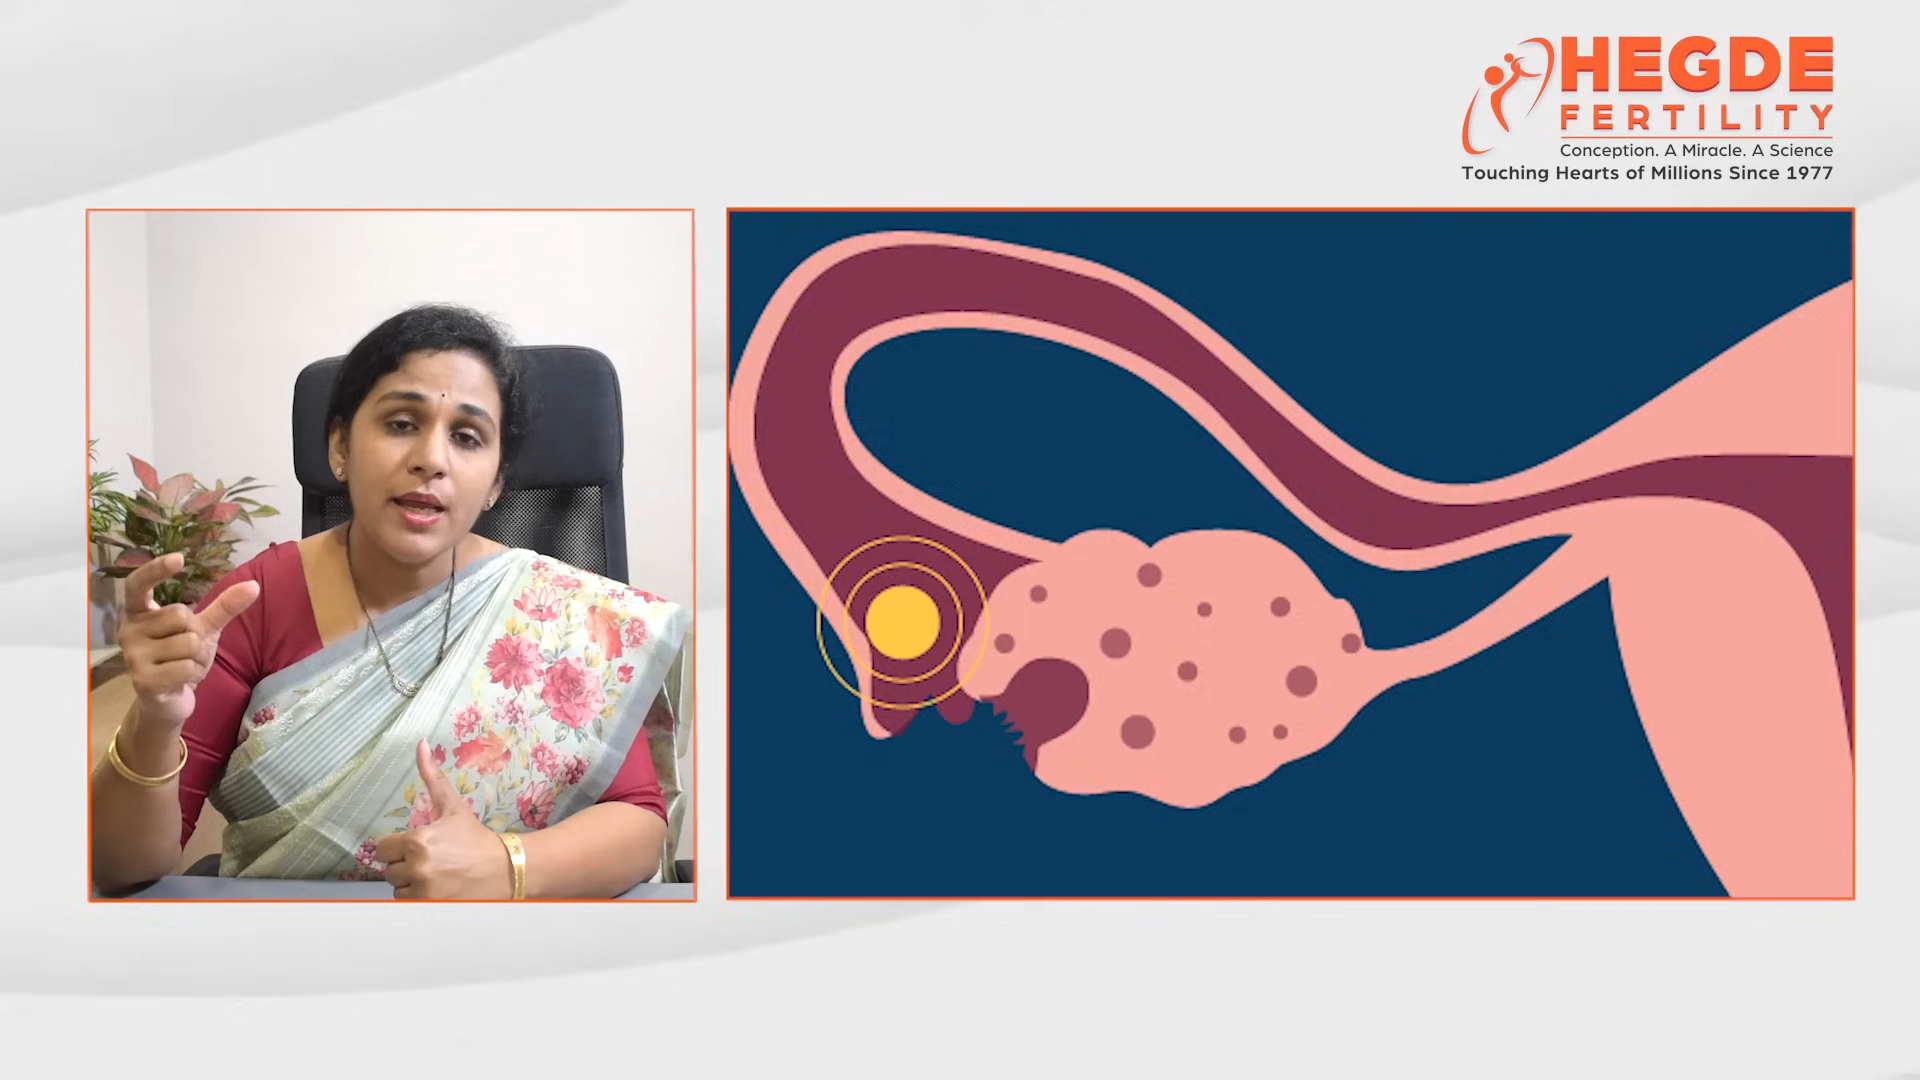 HEGDE
FERTILITY
Conception. A Miracle. A Science
Touching Hearts of Millions Since 1977